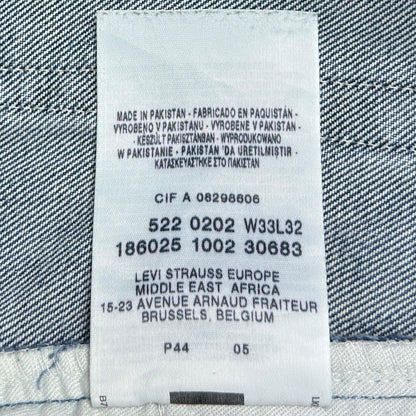 MADE IN PAKISTAN - FABRICADO EN PAQUISTÁN-
VYROBENO V PAKISTANU - VYROBENÉ V PAKISTAN-
- KÉSZÜLT PAKISZTÁNBAN - WYPRODUKOWANO
W PAKISTANIE - PAKISTAN 'DA URETILMISTIR -
ΚΑΤΑΣΚΕΥΑΣΤΗΚΕ ΣΤΟ ΠΑΚΙΣΤΑΝ
CIF A 08298606
522 0202 W33L32
186025 1002 30683
LEVI STRAUSS EUROPE
MIDDLE EAST AFRICA
15-23 AVENUE ARNAUD FRAITEUR
BRUSSELS, BELGIUM
P44 05